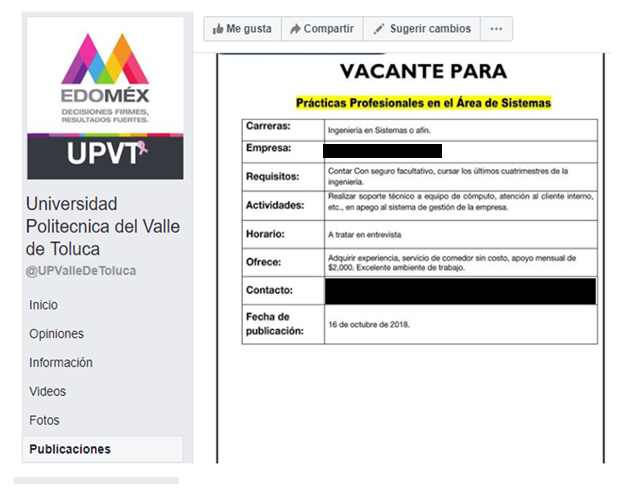 Me gusta
Compartir
Sugerir cambios
EDOMÉX
DECISIONES FIRMES,
RESULTADOS FUERTES.
UPVT
Universidad
Politecnica del Valle
de Toluca
@UPValleDeToluca
Inicio
Opiniones
Información
Videos
Fotos
Publicaciones
VACANTE PARA
Prácticas Profesionales en el Área de Sistemas
Carreras: Ingeniería en Sistemas o afin.
Empresa:
Requisitos: Contar Con seguro facultativo, cursar los últimos cuatrimestres de la
ingeniería.
Actividades: Realizar soporte técnico a equipo de cómputo, atención al cliente interno,
etc., en apego al sistema de gestión de la empresa.
Horario: A tratar en entrevista
Ofrece: Adquirir experiencia, servicio de comedor sin costo, apoyo mensual de
$2,000. Excelente ambiente de trabajo.
Contacto:
Fecha de
publicación: 16 de octubre de 2018.